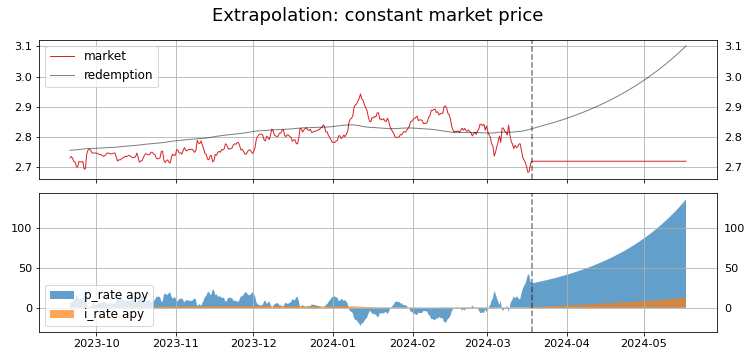 Extrapolation: constant market price
3.1
3.0
2.9
2.8
2.7
market
redemption
3.1
3.0
2.9
2.8
2.7
100
50
0
p_rate apy
i_rate apy
100
50
0
2023-10 2023-11 2023-12 2024-01 2024-02 2024-03 2024-04 2024-05